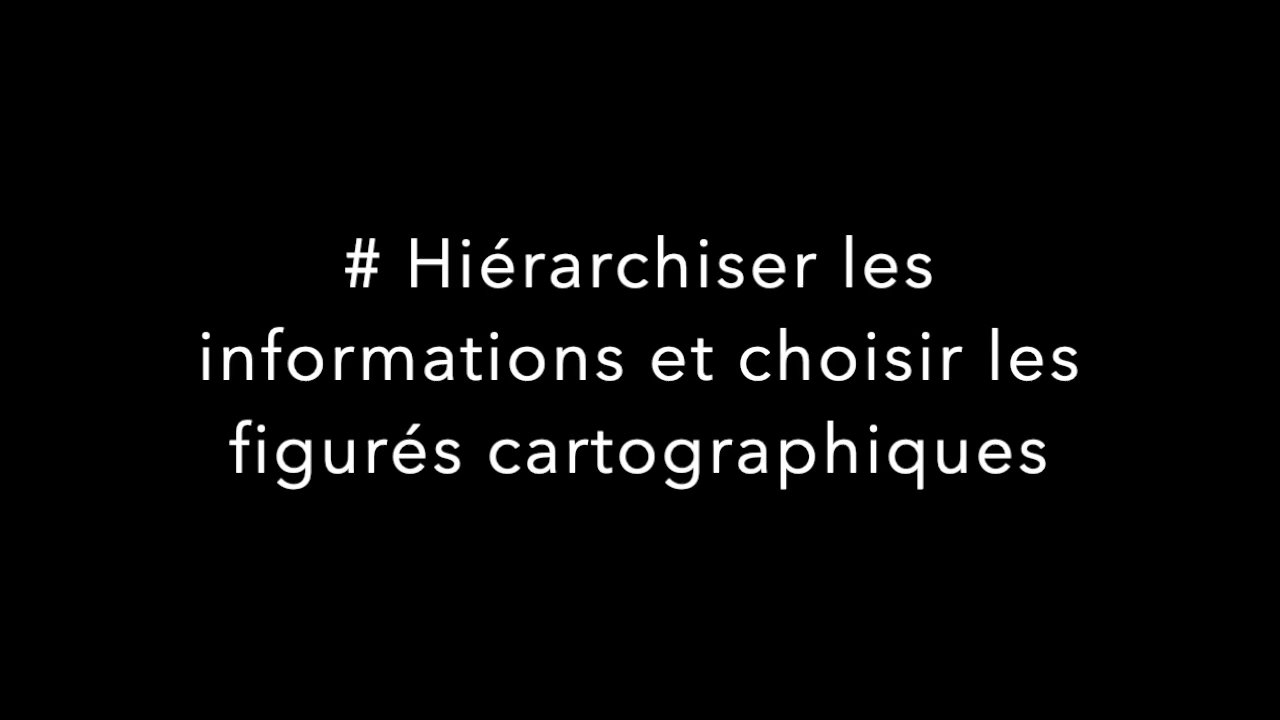 # Hiérarchiser les
informations et choisir les
figurés cartographiques